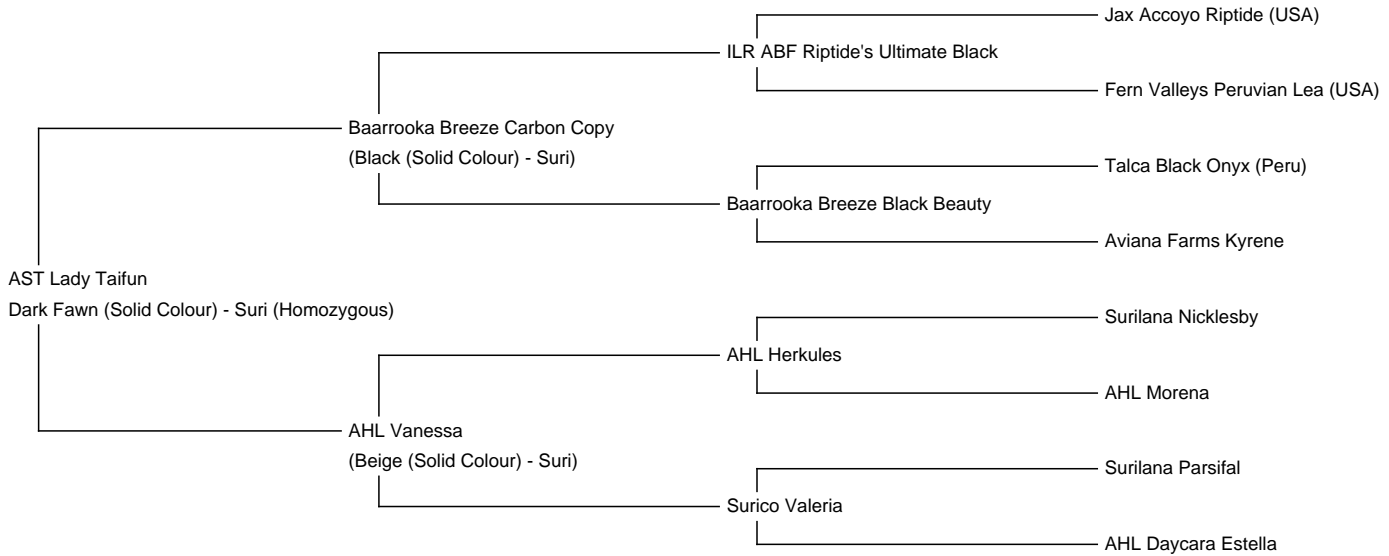 Jax Accoyo Riptide (USA)
ILR ABF Riptide's Ultimate Black
Fern Valleys Peruvian Lea (USA)
Baarrooka Breeze Carbon Copy
(Black (Solid Colour) - Suri)
Talca Black Onyx (Peru)
Baarrooka Breeze Black Beauty
Aviana Farms Kyrene
AST Lady Taifun
Dark Fawn (Solid Colour) - Suri (Homozygous)
Surilana Nicklesby
AHL Herkules
AHL Morena
AHL Vanessa
(Beige (Solid Colour) - Suri)
Surilana Parsifal
Surico Valeria
AHL Daycara Estella